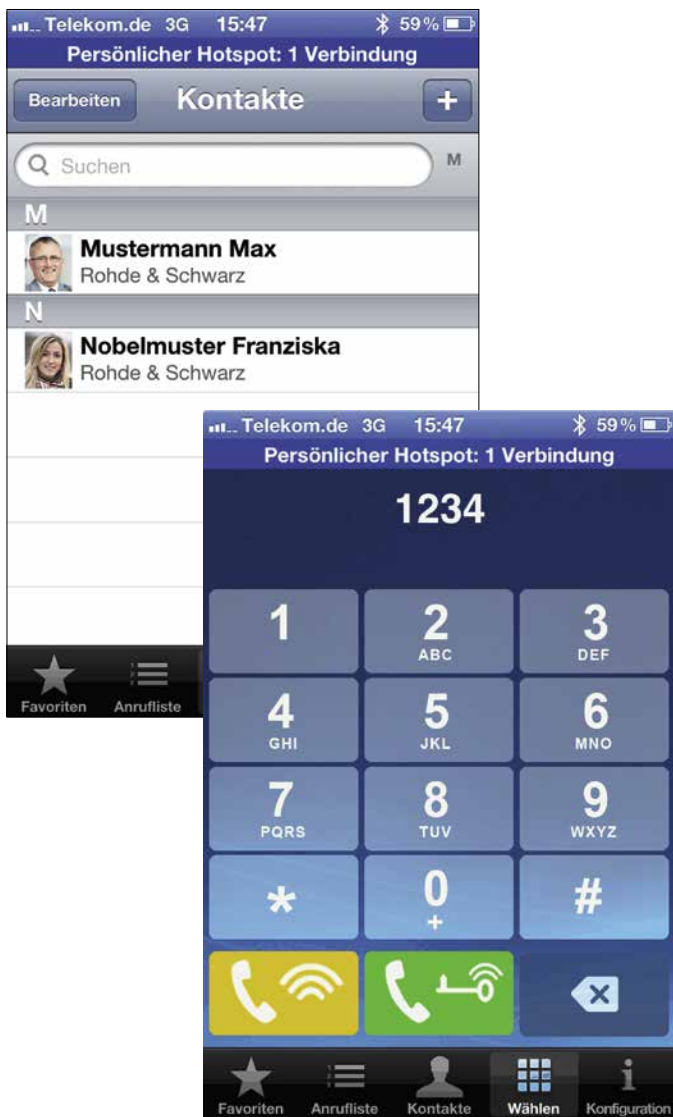 Telekom.de 3G 15:47 59%
Persönlicher Hotspot: 1 Verbindung
Bearbeiten Kontakte +
Suchen M
M
Mustermann Max
Rohde & Schwarz
N
Nobelmuster Franziska
Rohde & Schwarz
Favoriten Anrufliste
Telekom.de 3G 15:47 59%
Persönlicher Hotspot: 1 Verbindung
1234
1 2 3
ABC DEF
4 5 6
GHI JKL MNO
7 8 9
PQRS TUV WXYZ
* 0 #
+
Favoriten Anrufliste Kontakte Wählen Konfiguration